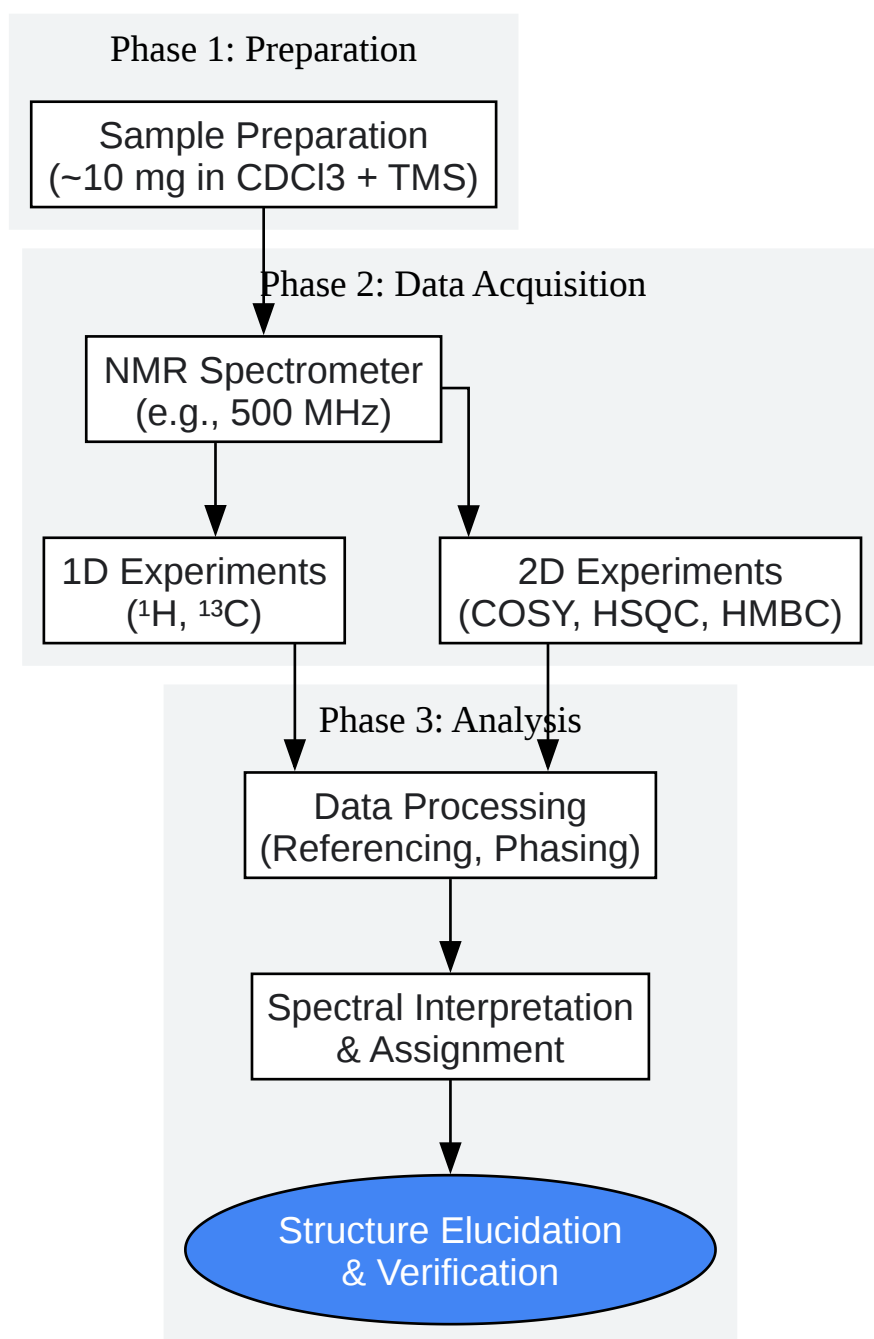 Phase 1: Preparation
Sample Preparation
(~10 mg in CDCl3 + TMS)
Phase 2: Data Acquisition
NMR Spectrometer
(e.g., 500 MHz)
1D Experiments
(¹H, ¹³C)
2D Experiments
(COSY, HSQC, HMBC)
Phase 3: Analysis
Data Processing
(Referencing, Phasing)
Spectral Interpretation
& Assignment
Structure Elucidation
& Verification